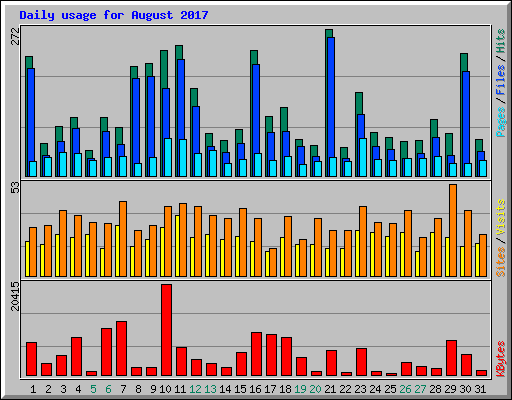 Daily usage for August 2017
272
Pages / Files / Hits
53
Sites / Visits
20415
KBytes
1 2 3 4 5 6 7 8 9 10 11 12 13 14 15 16 17 18 19 20 21 22 23 24 25 26 27 28 29 30 31